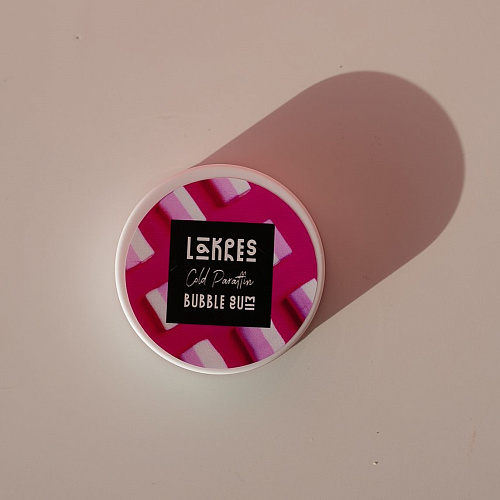 LaKRES
Cold Paraffin
BUBBLE GUM